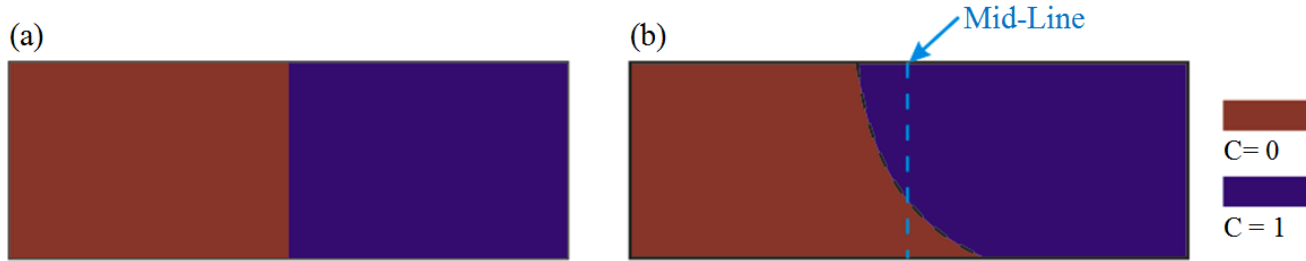 (a)
(b)
Mid-Line
C= 0
C = 1